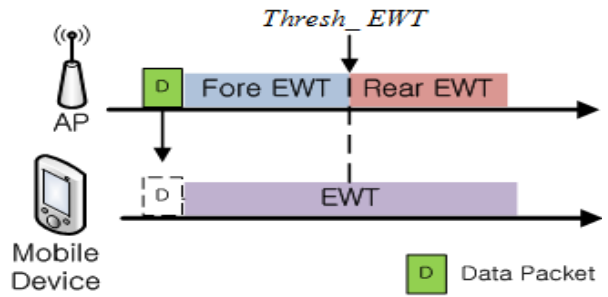 Thresh_ EWT
D Fore EWT Rear EWT
AP
D EWT
Mobile
Device
D Data Packet